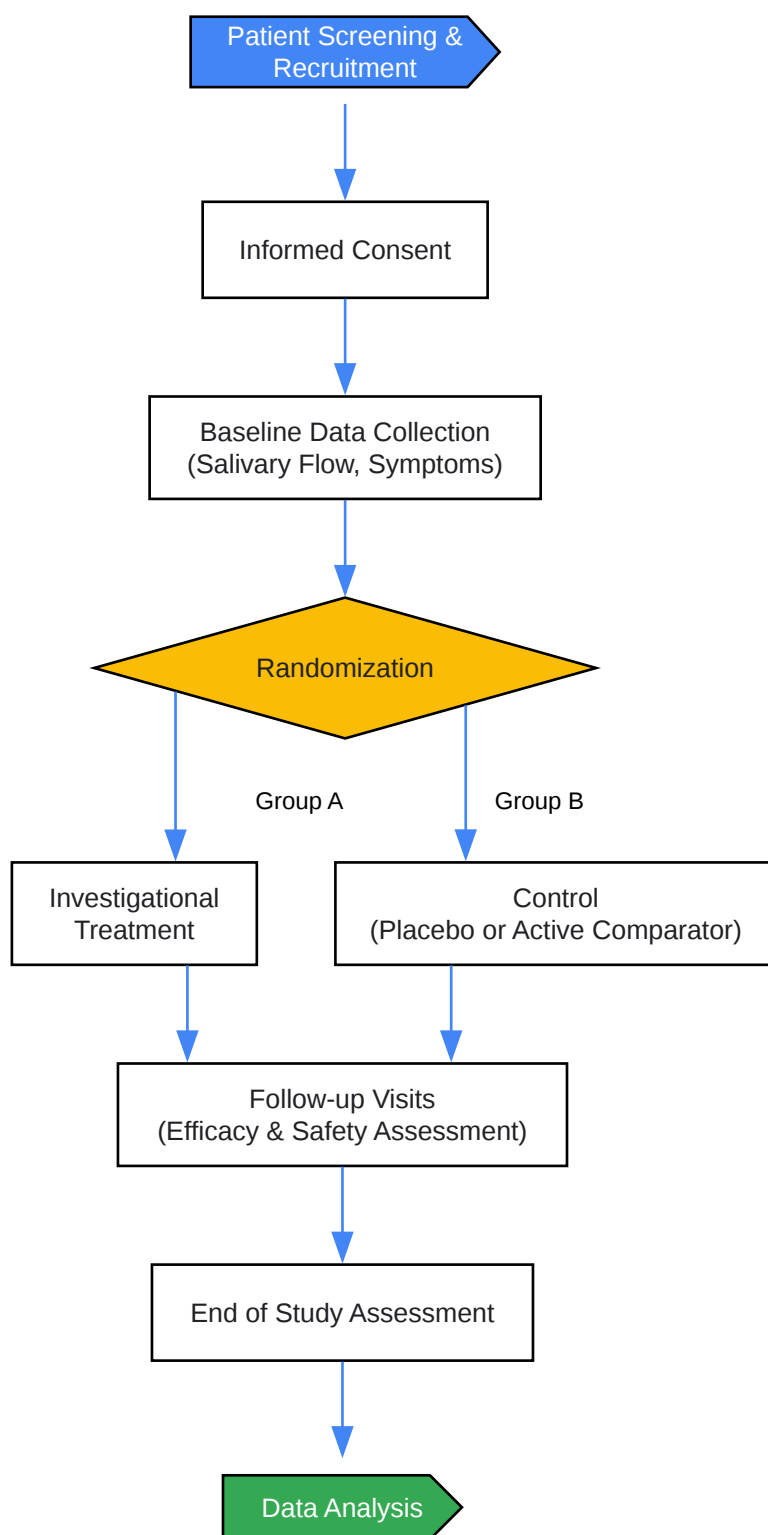 Patient Screening &
Recruitment
Informed Consent
Baseline Data Collection
(Salivary Flow, Symptoms)
Randomization
Group A
Group B
Investigational
Treatment
Control
(Placebo or Active Comparator)
Follow-up Visits
(Efficacy & Safety Assessment)
End of Study Assessment
Data Analysis